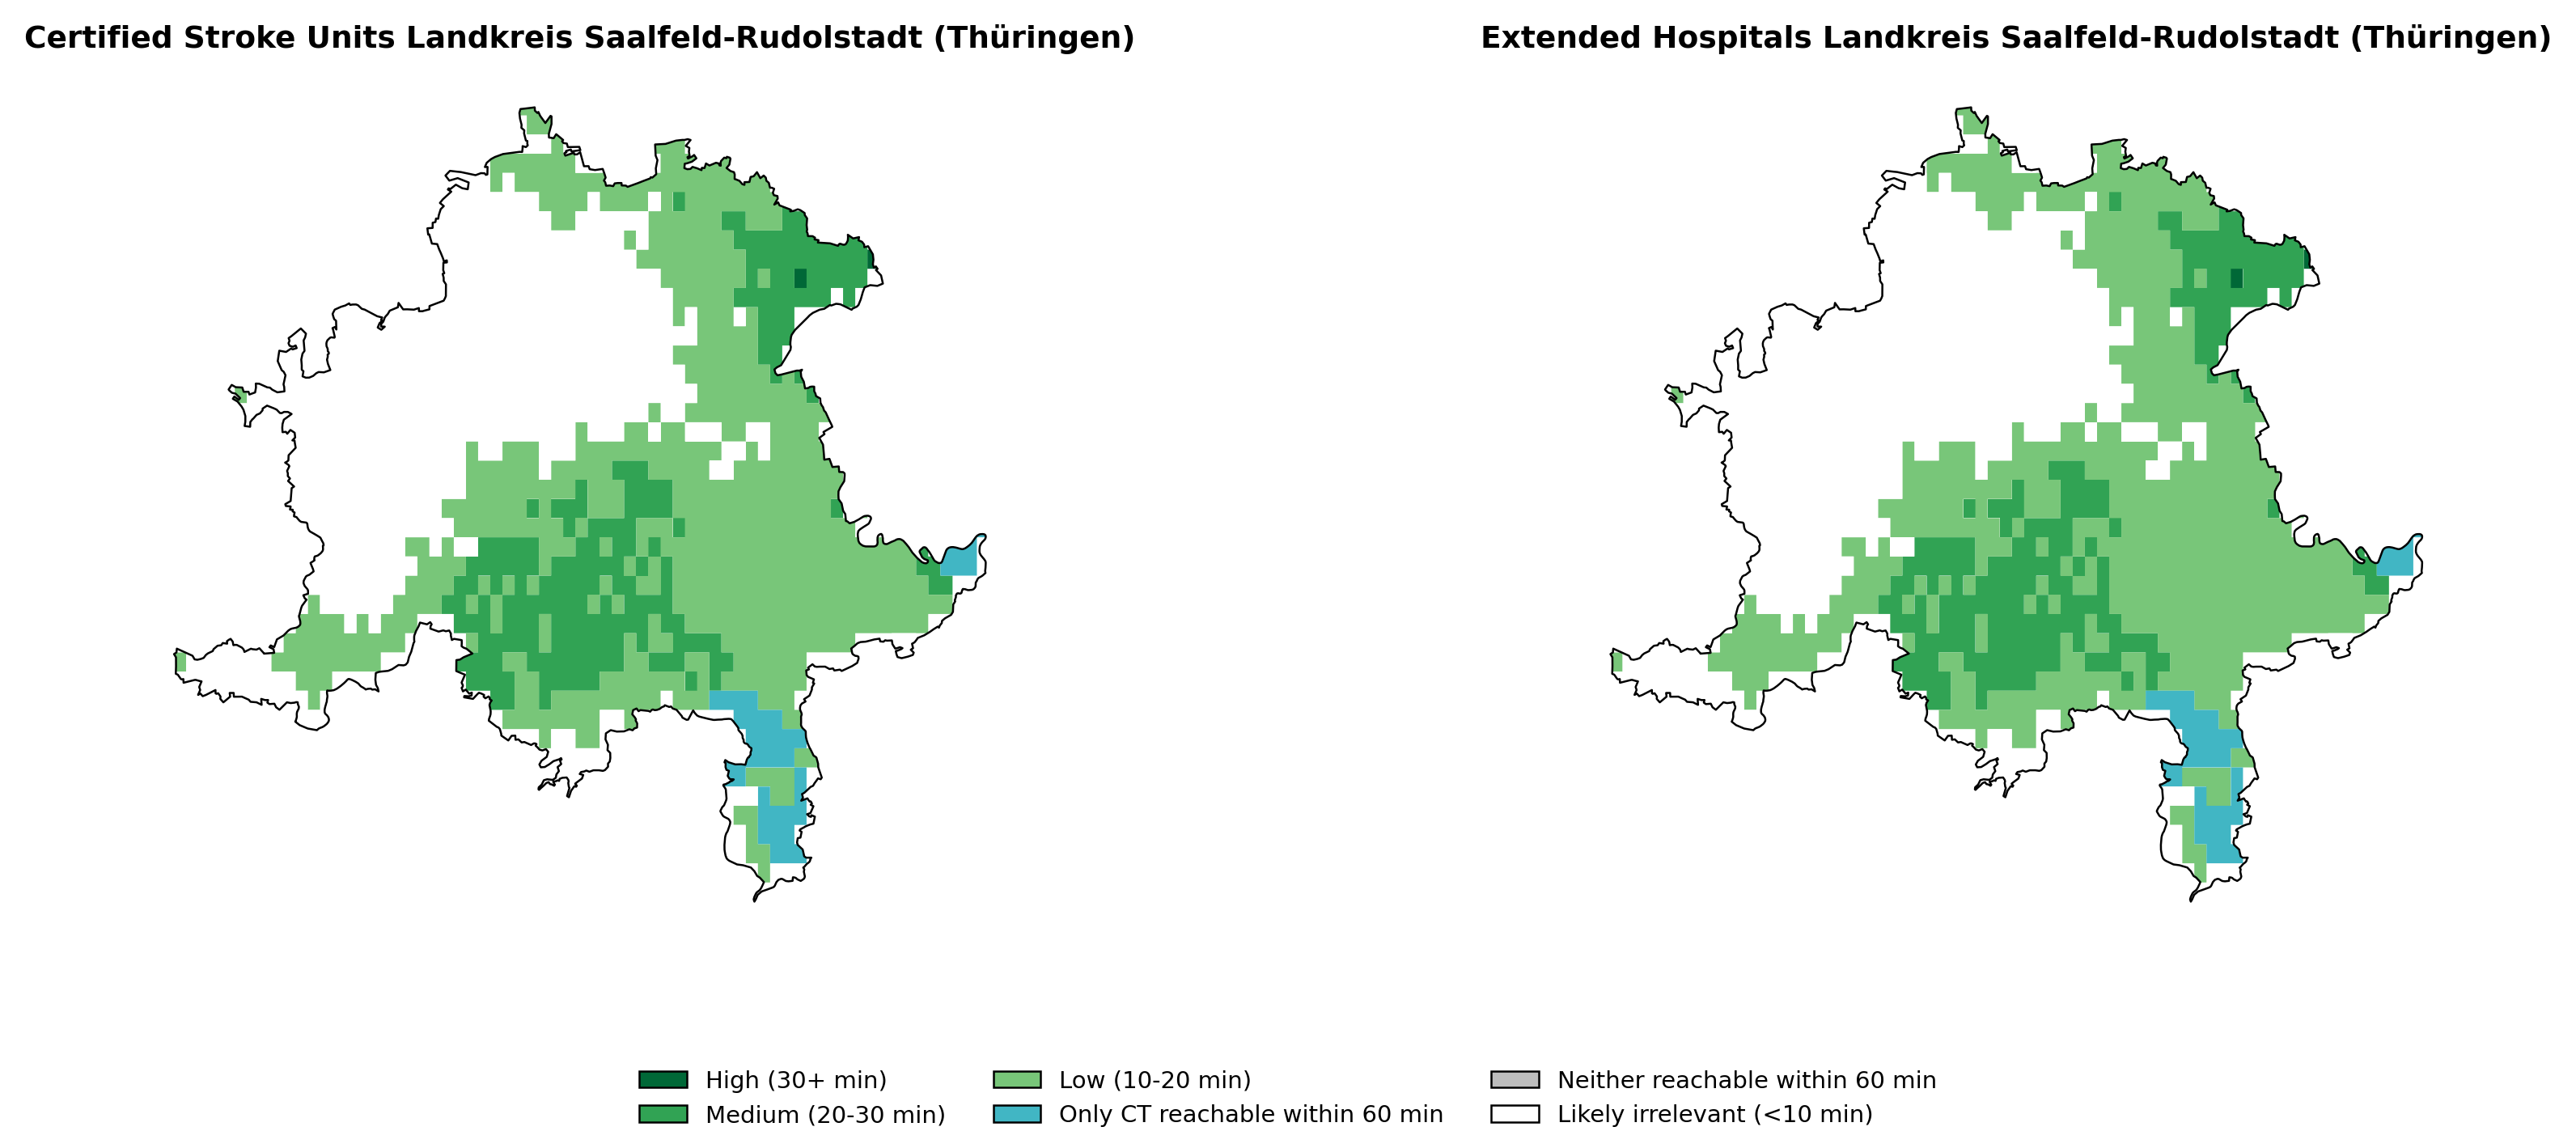 Certified Stroke Units Landkreis Saalfeld-Rudolstadt (Thüringen)
Extended Hospitals Landkreis Saalfeld-Rudolstadt (Thüringen)
High (30+ min)
Medium (20-30 min)
Low (10-20 min)
Only CT reachable within 60 min
Neither reachable within 60 min
Likely irrelevant (<10 min)